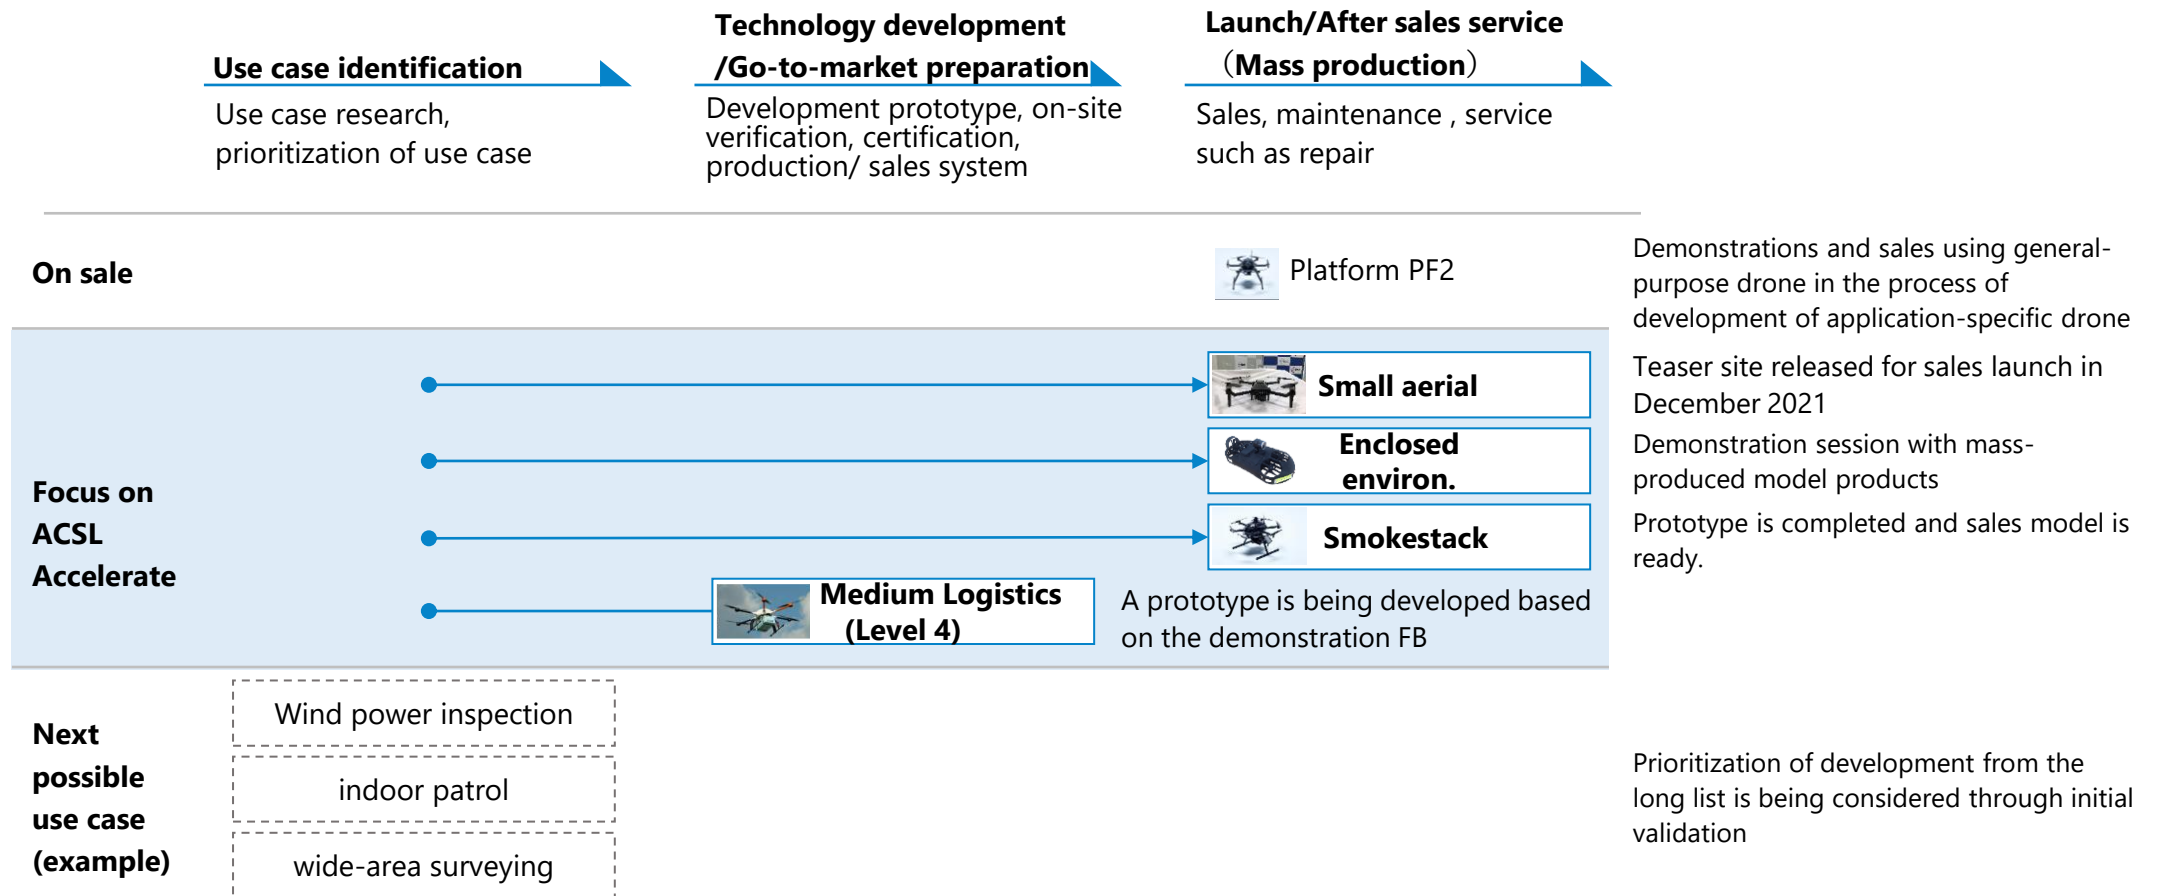 Use case identification
Use case research,
prioritization of use case
Technology development
/Go-to-market preparation
Development prototype, on-site
verification, certification,
production/ sales system
Launch/After sales service
（Mass production）
Sales, maintenance , service
such as repair
On sale
Platform PF2
Demonstrations and sales using general-
purpose drone in the process of
development of application-specific drone
Focus on
ACSL
Accelerate
Small aerial
Teaser site released for sales launch in
December 2021
Enclosed
environ.
Demonstration session with mass-
produced model products
Smokestack
Prototype is completed and sales model is
ready.
Medium Logistics
(Level 4)
A prototype is being developed based
on the demonstration FB
Next
possible
use case
(example)
Wind power inspection
indoor patrol
wide-area surveying
Prioritization of development from the
long list is being considered through initial
validation